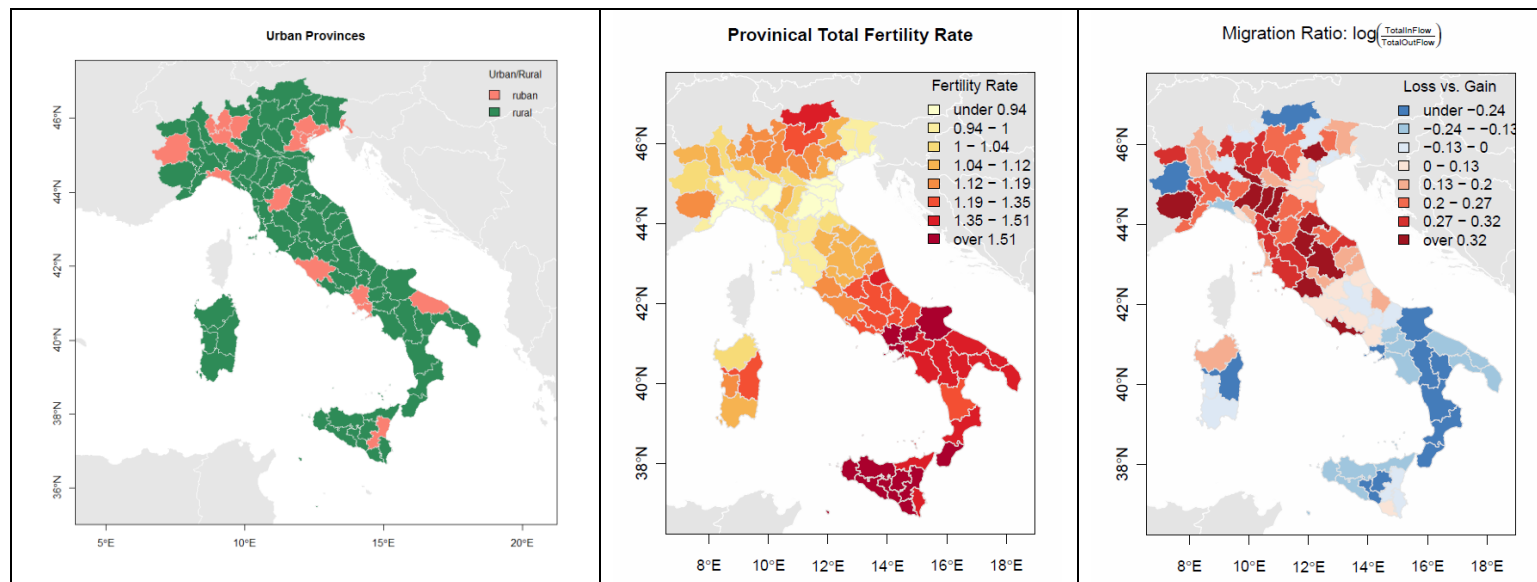 Urban Provinces
Urban/Rural
ruban
rural
46°N
44°N
42°N
40°N
38°N
36°N
5°E 10°E 15°E 20°E
Provinical Total Fertility Rate
Fertility Rate
under 0.94
0.94 − 1
1 − 1.04
1.04 − 1.12
1.12 − 1.19
1.19 − 1.35
1.35 − 1.51
over 1.51
46°N
44°N
42°N
40°N
38°N
8°E 10°E 12°E 14°E 16°E 18°E
Migration Ratio: log(TotalInFlow/TotalOutFlow)
Loss vs. Gain
under −0.24
−0.24 − −0.13
−0.13 − 0
0 − 0.13
0.13 − 0.2
0.2 − 0.27
0.27 − 0.32
over 0.32
46°N
44°N
42°N
40°N
38°N
8°E 10°E 12°E 14°E 16°E 18°E